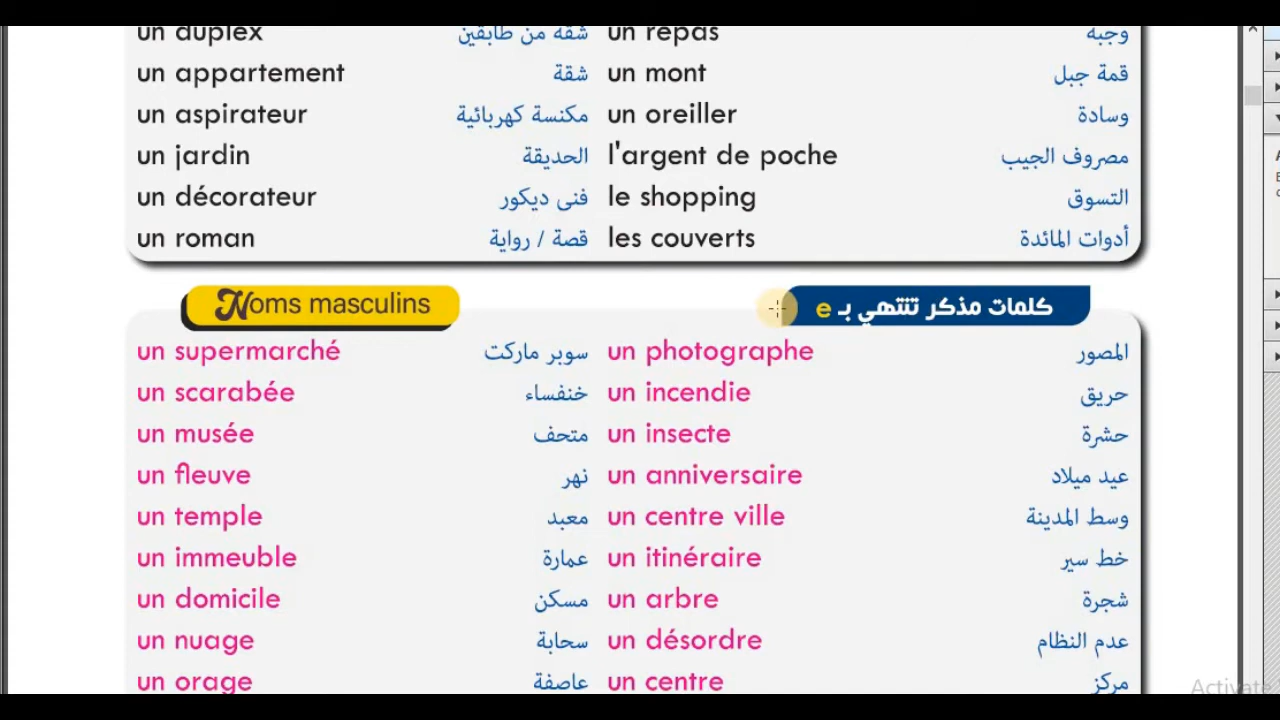 un duplex شقة من طابقين un repas وجبة
un appartement شقة un mont قمة جبل
un aspirateur مكنسة كهربائية un oreiller وسادة
un jardin الحديقة l'argent de poche مصروف الجيب
un décorateur فنى ديكور le shopping التسوق
un roman قصة / رواية les couverts أدوات المائدة
Noms masculins كلمات مذكر تنتهي بـ e
un supermarché سوبر ماركت un photographe المصور
un scarabée خنفساء un incendie حريق
un musée متحف un insecte حشرة
un fleuve نهر un anniversaire عيد ميلاد
un temple معبد un centre ville وسط المدينة
un immeuble عمارة un itinéraire خط سير
un domicile مسكن un arbre شجرة
un nuage سحابة un désordre عدم النظام
un orage عاصفة un centre مركز
Activate